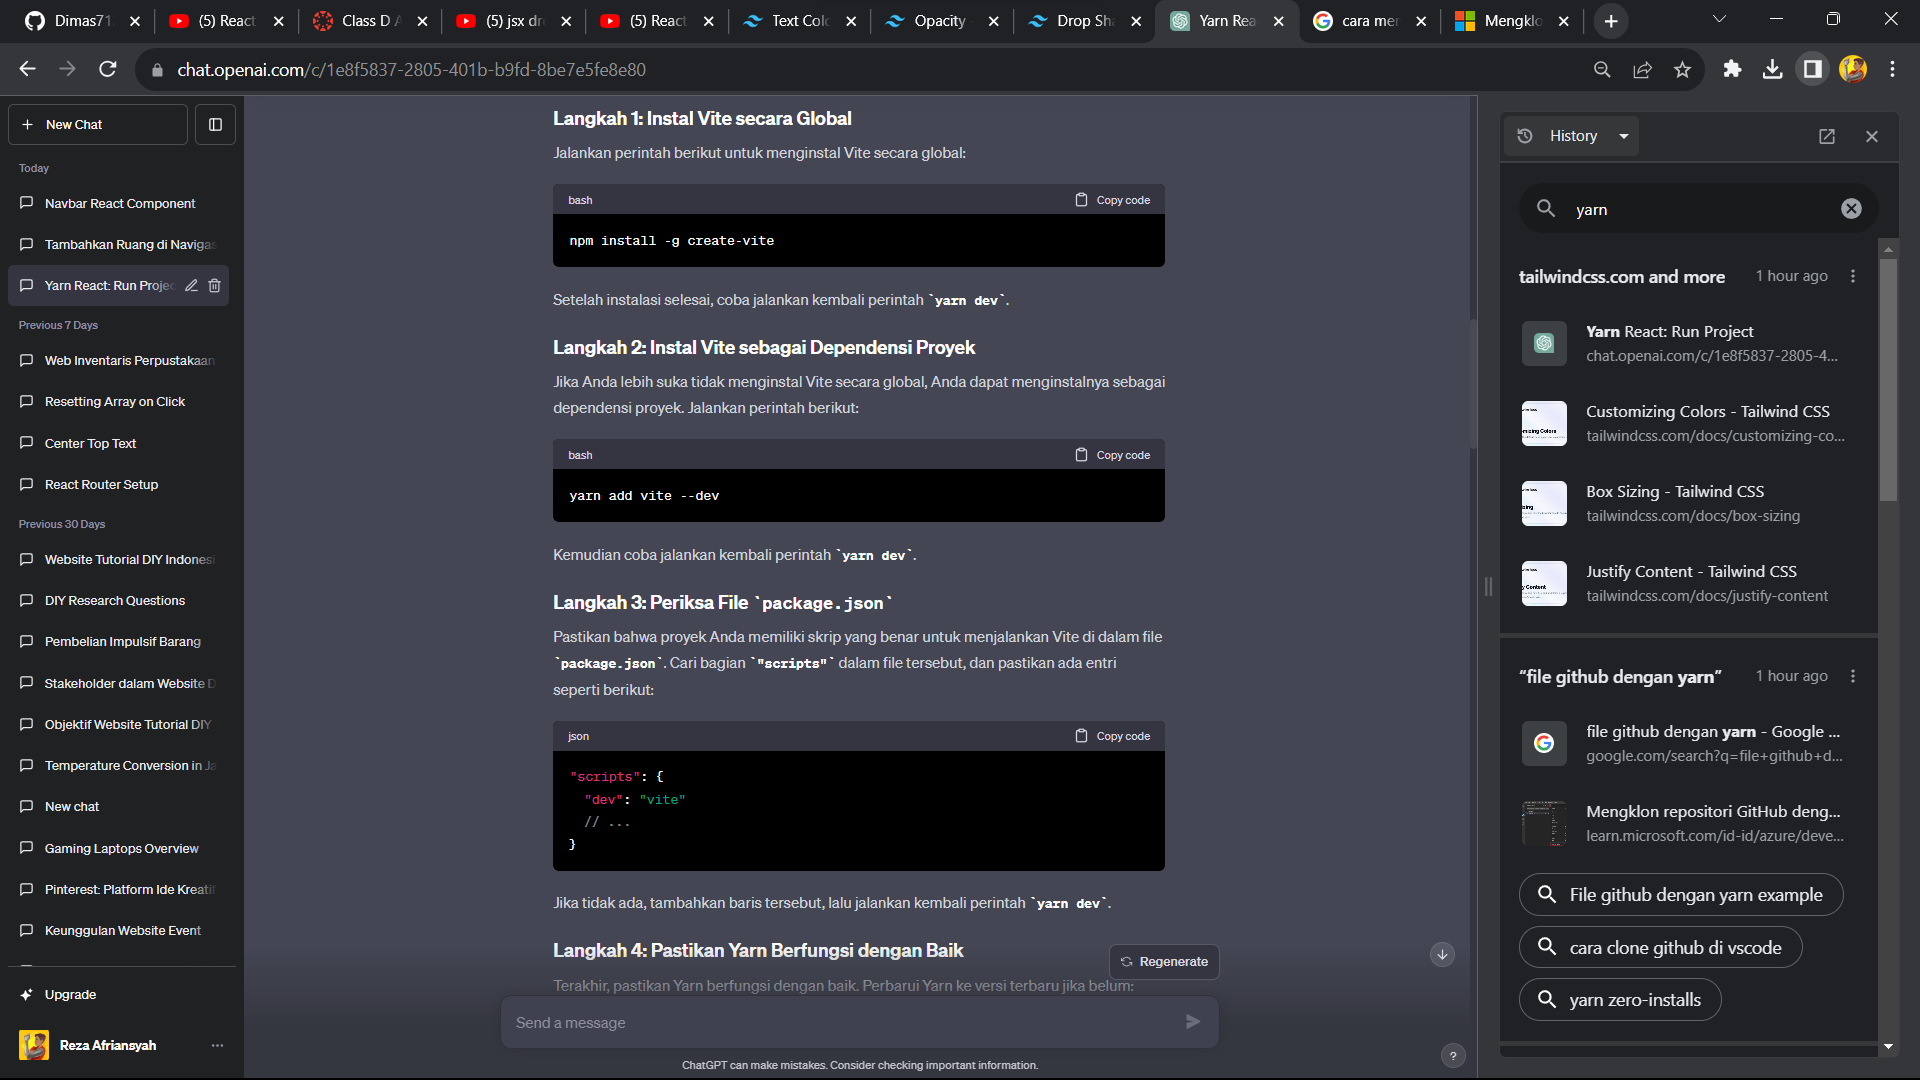 Dimas71
(5) React
Class D A
(5) jsx dr
(5) React
Text Colo
Opacity
Drop Sha
Yarn Rea
cara mer
Mengklo
chat.openai.com/c/1e8f5837-2805-401b-b9fd-8be7e5fe8e80
New Chat
Today
Navbar React Component
Tambahkan Ruang di Navigas
Yarn React: Run Projec
Previous 7 Days
Web Inventaris Perpustakaan
Resetting Array on Click
Center Top Text
React Router Setup
Previous 30 Days
Website Tutorial DIY Indonesi
DIY Research Questions
Pembelian Impulsif Barang
Stakeholder dalam Website D
Objektif Website Tutorial DIY
Temperature Conversion in Ja
New chat
Gaming Laptops Overview
Pinterest: Platform Ide Kreatif
Keunggulan Website Event
Upgrade
Reza Afriansyah
Langkah 1: Instal Vite secara Global
Jalankan perintah berikut untuk menginstal Vite secara global:
bash
Copy code
npm install -g create-vite
Setelah instalasi selesai, coba jalankan kembali perintah `yarn dev`.
Langkah 2: Instal Vite sebagai Dependensi Proyek
Jika Anda lebih suka tidak menginstal Vite secara global, Anda dapat menginstalnya sebagai
dependensi proyek. Jalankan perintah berikut:
bash
Copy code
yarn add vite --dev
Kemudian coba jalankan kembali perintah `yarn dev`.
Langkah 3: Periksa File `package.json`
Pastikan bahwa proyek Anda memiliki skrip yang benar untuk menjalankan Vite di dalam file
`package.json`. Cari bagian `"scripts"` dalam file tersebut, dan pastikan ada entri
seperti berikut:
json
Copy code
"scripts": {
"dev": "vite"
// ...
}
Jika tidak ada, tambahkan baris tersebut, lalu jalankan kembali perintah `yarn dev`.
Langkah 4: Pastikan Yarn Berfungsi dengan Baik
Regenerate
Terakhir, pastikan Yarn berfungsi dengan baik. Perbarui Yarn ke versi terbaru jika belum:
Send a message
ChatGPT can make mistakes. Consider checking important information.
?
History
yarn
tailwindcss.com and more
1 hour ago
Yarn React: Run Project
chat.openai.com/c/1e8f5837-2805-4...
Customizing Colors - Tailwind CSS
tailwindcss.com/docs/customizing-co...
Box Sizing - Tailwind CSS
tailwindcss.com/docs/box-sizing
Justify Content - Tailwind CSS
tailwindcss.com/docs/justify-content
“file github dengan yarn”
1 hour ago
file github dengan yarn - Google ...
google.com/search?q=file+github+d...
Mengklon repositori GitHub deng...
learn.microsoft.com/id-id/azure/deve...
File github dengan yarn example
cara clone github di vscode
yarn zero-installs